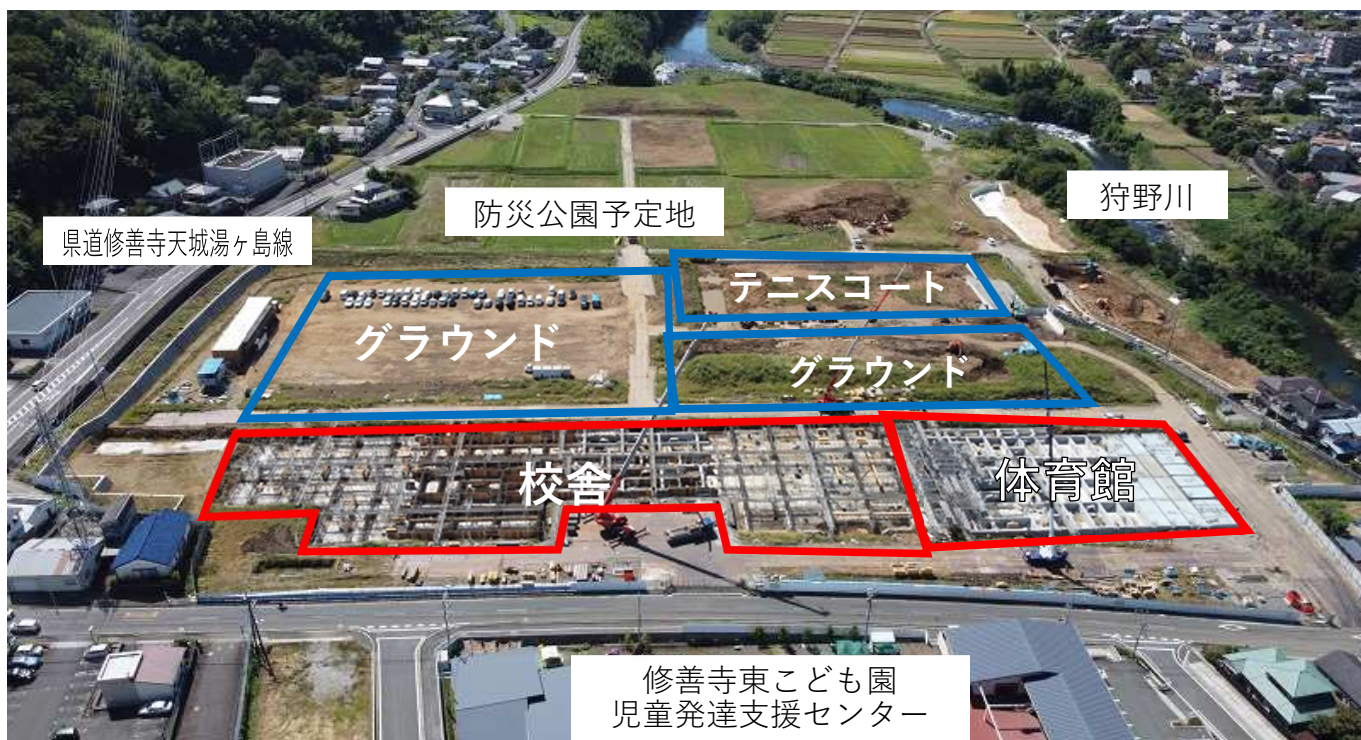 狩野川
防災公園予定地
県道修善寺天城湯ヶ島線
テニスコート
グラウンド
グラウンド
校舎
体育館
修善寺東こども園
児童発達支援センター